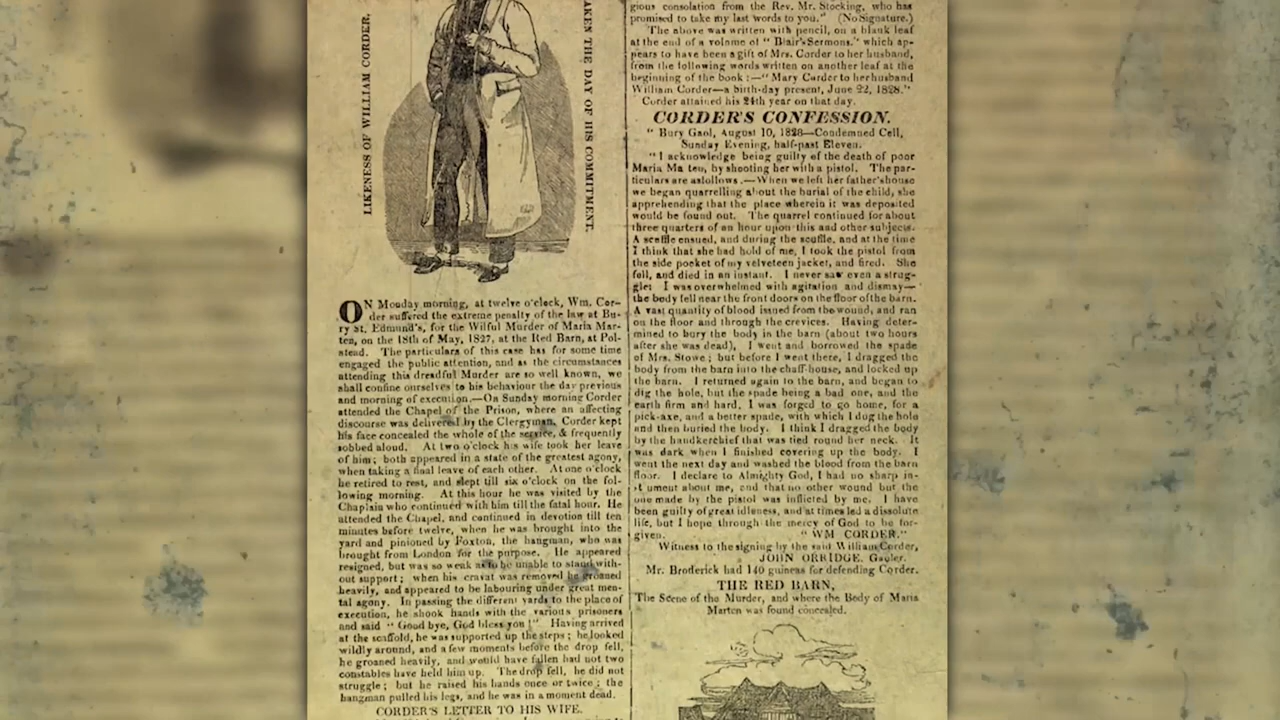 LIKENESS OF WILLIAM CORDER,
AKEN THE DAY OF HIS COMMITMENT.
ON Monday morning, at twelve o'clock, Wm. Cor-
der suffered the extreme penalty of the law at Bu-
ry St. Edmund's, for the Wilful Murder of Maria Mar-
ten, on the 18th of May, 1827, at the Red Barn, at Pol-
stead. The particulars of this case has for some time
engaged the public attention, and as the circumstances
attending this dreadful Murder are so well known, we
shall confine ourselves to his behaviour the day previous
and morning of execution.—On Sunday morning Corder
attended the Chapel of the Prison, where an affecting
discourse was delivered by the Clergyman. Corder kept
his face concealed the whole of the service, & frequently
sobbed aloud. At two o'clock his wife took her leave
of him; both appeared in a state of the greatest agony,
when taking a final leave of each other. At one o'clock
he retired to rest, and slept till six o'clock on the fol-
lowing morning. At this hour he was visited by the
Chaplain who continued with him till the fatal hour. He
attended the Chapel, and continued in devotion till ten
minutes before twelve, when he was brought into the
yard and pinioned by Foxton, the hangman, who was
brought from London for the purpose. He appeared
resigned, but was so weak as to be unable to stand with-
out support; when his cravat was removed he groaned
heavily, and appeared to be labouring under great men-
tal agony. In passing the different yards to the place of
execution, he shook hands with the various prisoners
and said "Good bye, God bless you!" Having arrived
at the scaffold, he was supported up the steps; he looked
wildly around, and a few moments before the drop fell,
he groaned heavily, and would have fallen had not two
constables have held him up. The drop fell, he did not
struggle; but he raised his hands once or twice; the
hangman pulled his legs, and he was in a moment dead.
CORDER'S LETTER TO HIS WIFE.
gious consolation from the Rev. Mr. Stocking, who has
promised to take my last words to you." (No Signature.)
The above was written with pencil, on a blank leaf
at the end of a volome of "Blair's Sermons." which ap-
pears to have been a gift of Mrs. Corder to her husband,
from the following words written on another leaf at the
beginning of the book:—"Mary Corder to her husband
William Corder—a birth-day present, June 22, 1828."
Corder attained his 24th year on that day.
CORDER'S CONFESSION.
"Bury Gaol, August 10, 1828—Condemned Cell,
Sunday Evening, half-past Eleven.
"I acknowledge being guilty of the death of poor
Maria Ma ten, by shooting her with a pistol. The par-
ticulars are asfollows.—When we left her father's house
we began quarrelling about the burial of the child, she
apprehending that the place wherein it was deposited
would be found out. The quarrel continued for about
three quarters of an hour upon this and other subjects.
A scuffle ensued, and during the scuffle, and at the time
I think that she had hold of me, I took the pistol from
the side pocket of my velveteen jacket, and fired. She
fell, and died in an instant. I never saw even a strug-
gle! I was overwhelmed with agitation and dismay—
the body fell near the front doors on the floor of the barn.
A vast quantity of blood issued from the wound, and ran
on the floor and through the crevices. Having deter-
mined to bury the body in the barn (about two hours
after she was dead), I went and borrowed the spade
of Mrs. Stowe; but before I went there, I dragged the
body from the barn into the chaff-house, and locked up
the barn. I returned again to the barn, and began to
dig the hole, but the spade being a bad one, and the
earth firm and hard, I was forged to go home, for a
pick-axe, and a better spade, with which I dug the hole
and then buried the body. I think I dragged the body
by the handkerchief that was tied round her neck. It
was dark when I finished covering up the body. I
went the next day and washed the blood from the barn
floor. I declare to Almighty God, I had no sharp in-
st ument about me, and that no other wound but the
one made by the pistol was inflicted by me. I have
been guilty of great idleness, and at times led a dissolute
life, but I hope through the mercy of God to be for-
given. "WM CORDER."
Witness to the signing by the said William Corder,
JOHN ORRIDGE. Gaoler.
Mr. Broderick had 140 guineas for defending Corder.
THE RED BARN,
The Scene of the Murder, and where the Body of Maria
Marten was found concealed.